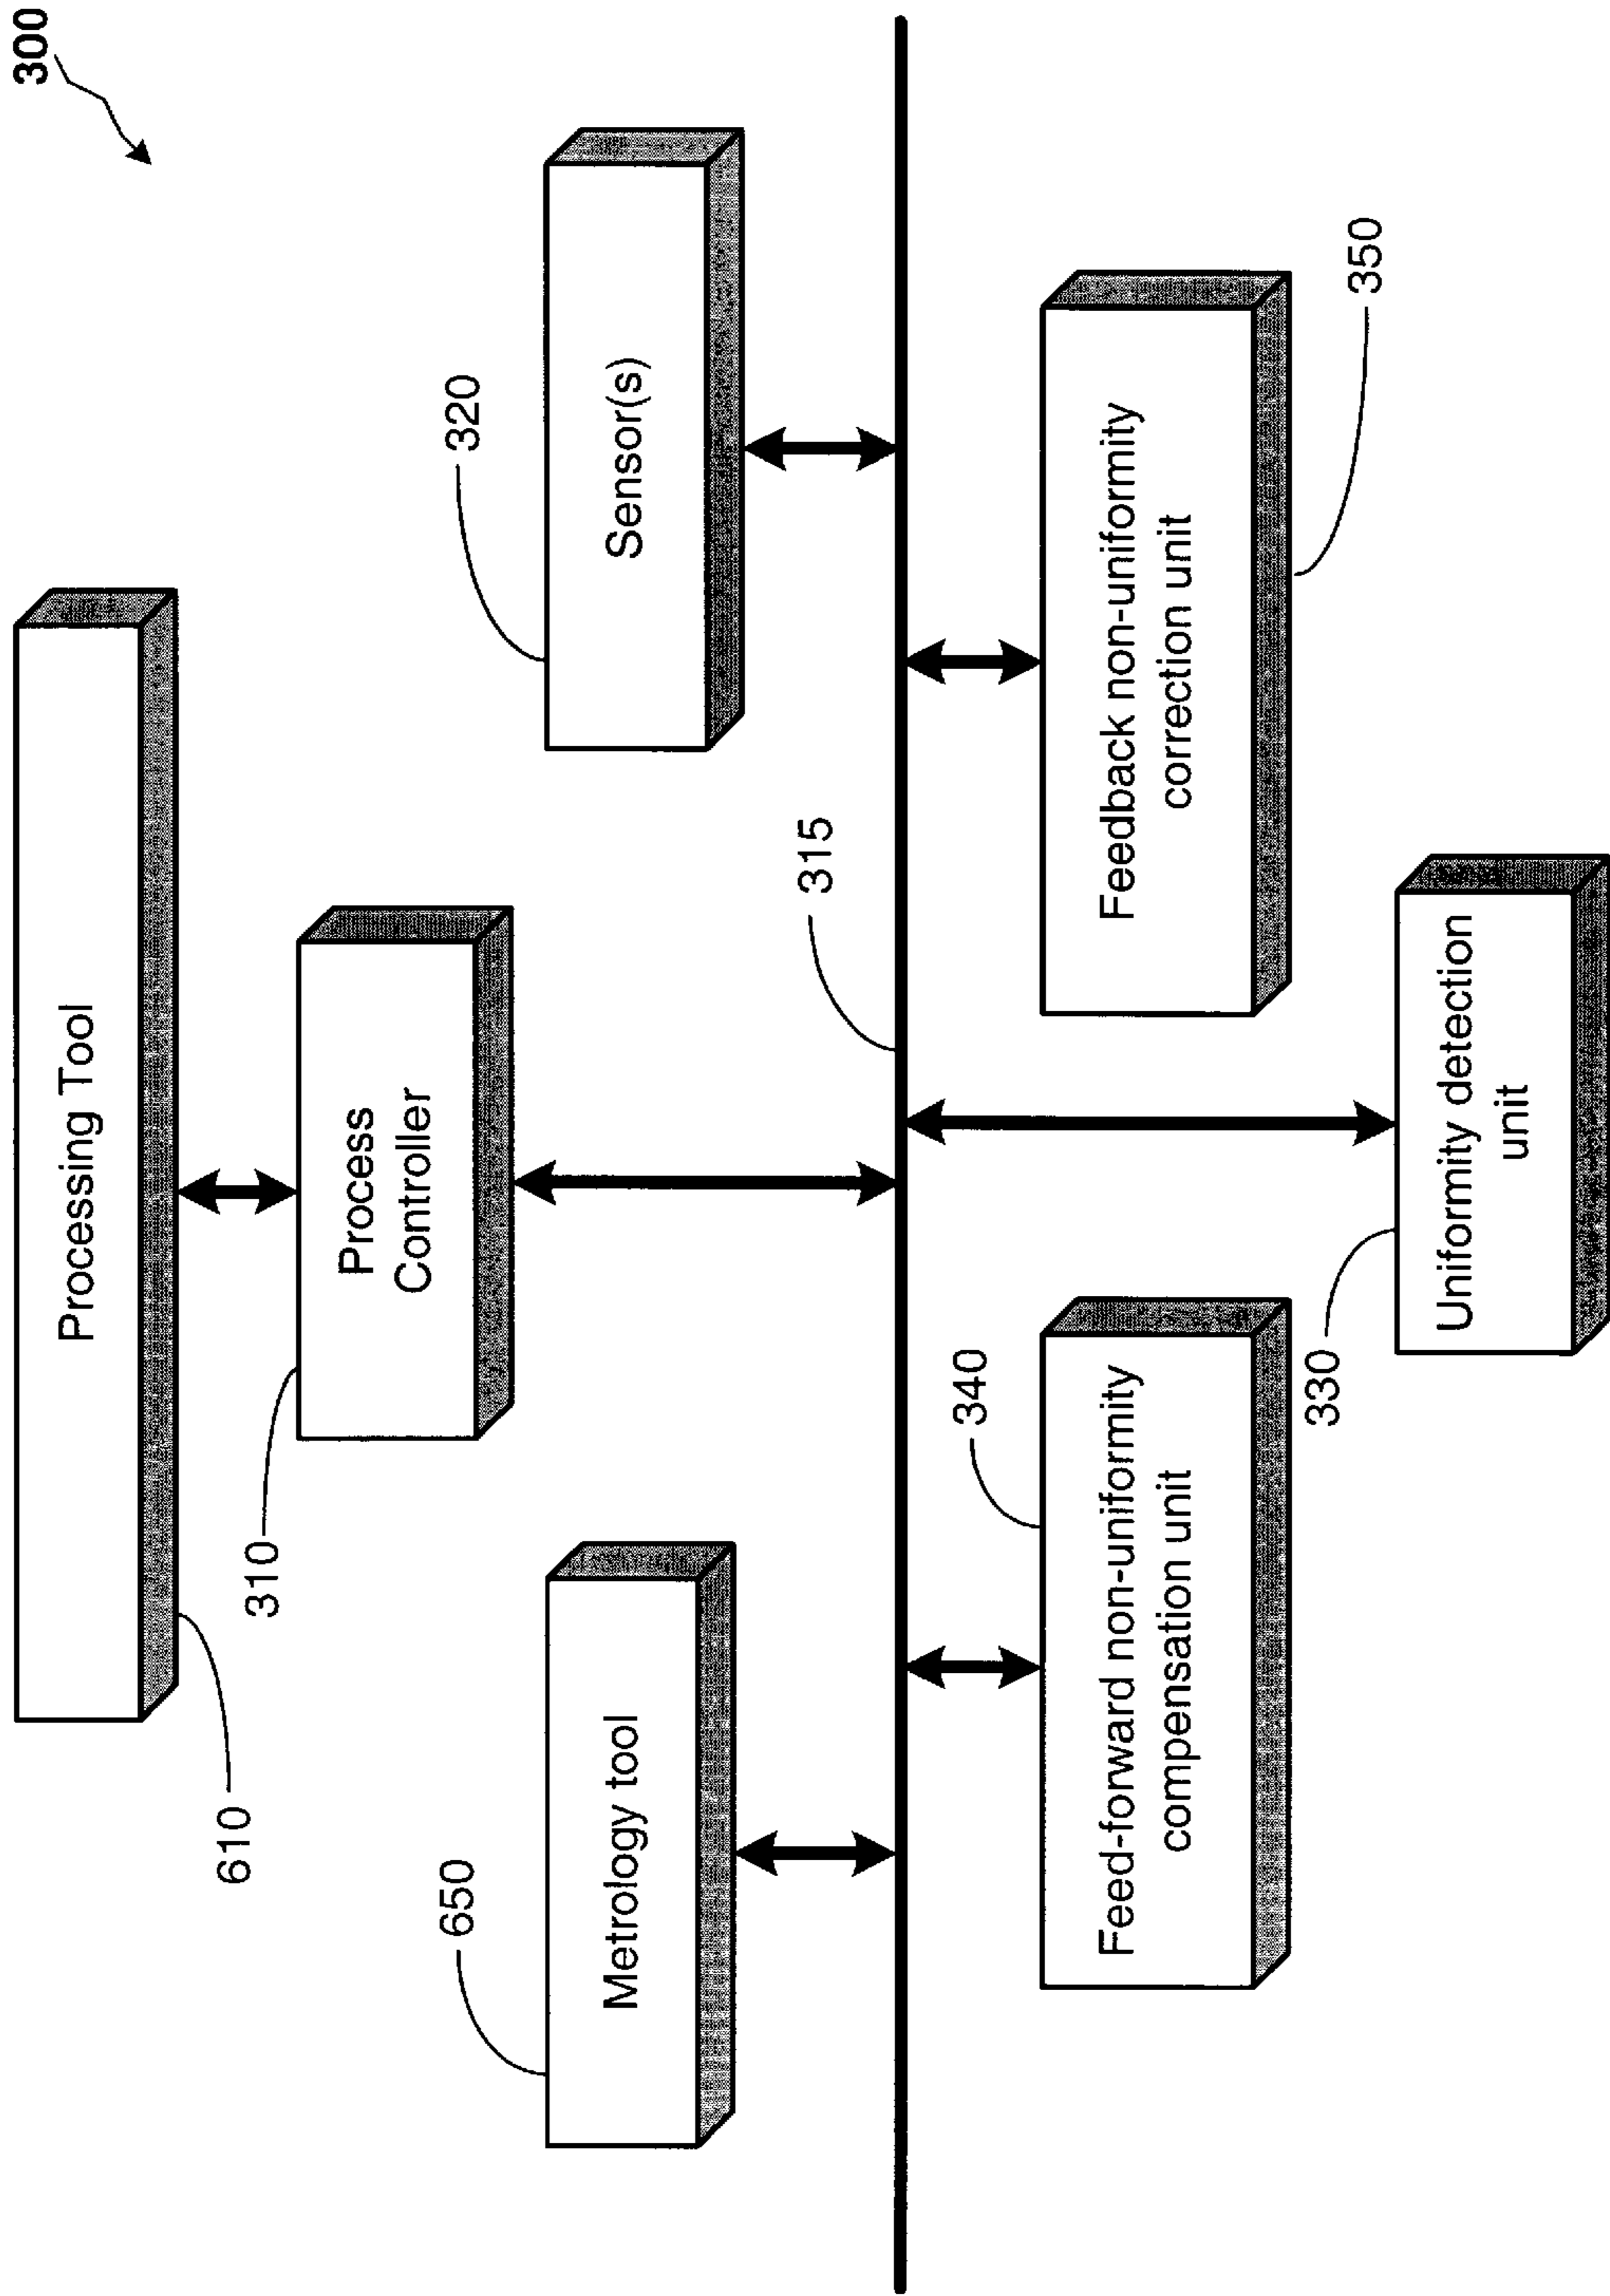 300
Processing Tool
610
Process
Controller
310
Metrology tool
650
Sensor(s)
320
315
Feed-forward non-uniformity
compensation unit
340
Feedback non-uniformity
correction unit
350
Uniformity detection
unit
330